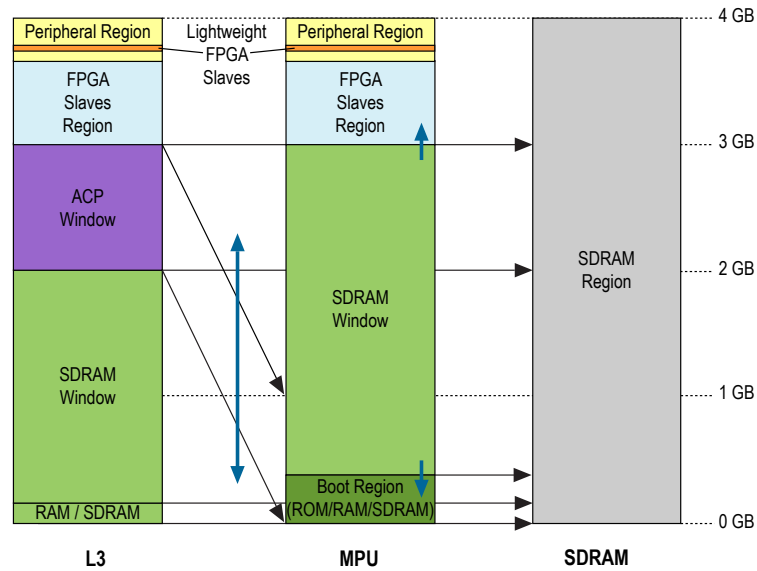 4 GB
Peripheral Region
Lightweight
FPGA
Slaves
Peripheral Region
FPGA
Slaves
Region
FPGA
Slaves
Region
3 GB
ACP
Window
2 GB
SDRAM
Region
SDRAM
Window
SDRAM
Window
1 GB
Boot Region
(ROM/RAM/SDRAM)
RAM / SDRAM
0 GB
L3
MPU
SDRAM